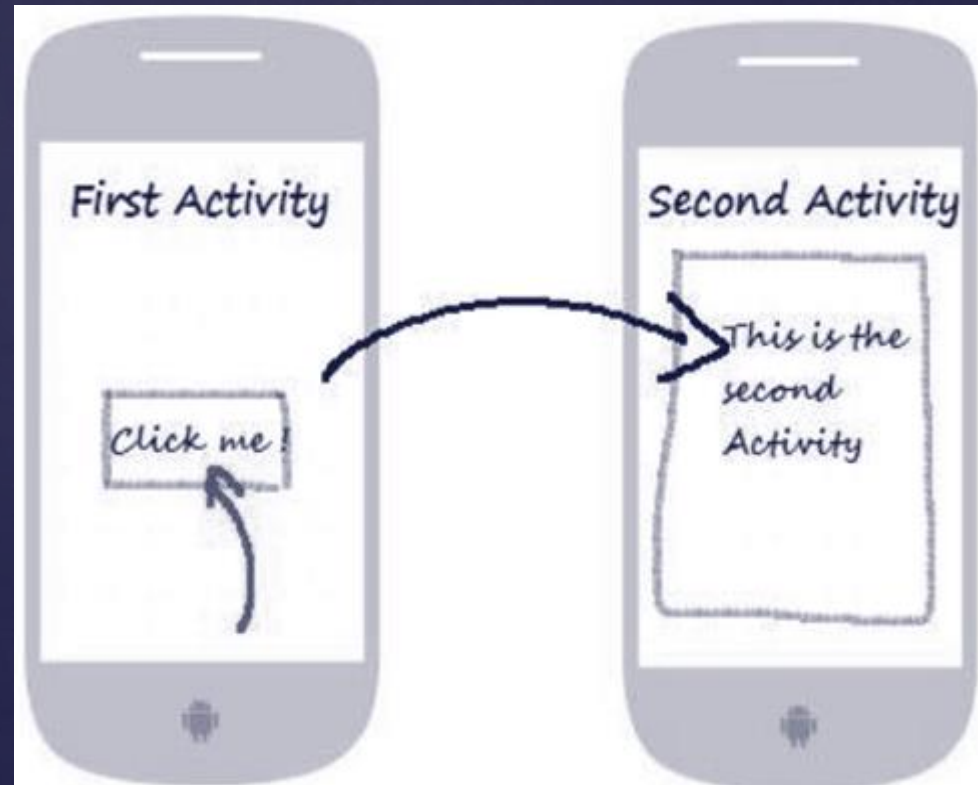 First Activity
Click me !
Second Activity
This is the
second
Activity